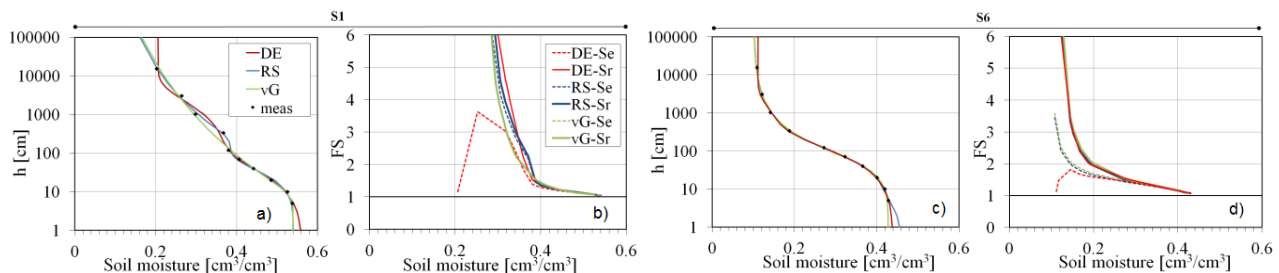 S1
S6
100000
10000
1000
100
10
1
h [cm]
0
0.2
0.4
0.6
Soil moisture [cm³/cm³]
DE
RS
vG
meas
a)
6
5
4
3
2
1
FS
0
0.2
0.4
0.6
Soil moisture [cm³/cm³]
DE-Se
DE-Sr
RS-Se
RS-Sr
vG-Se
vG-Sr
b)
100000
10000
1000
100
10
1
h [cm]
0
0.2
0.4
0.6
Soil moisture [cm³/cm³]
c)
6
5
4
3
2
1
FS
0
0.2
0.4
0.6
Soil moisture [cm³/cm³]
d)